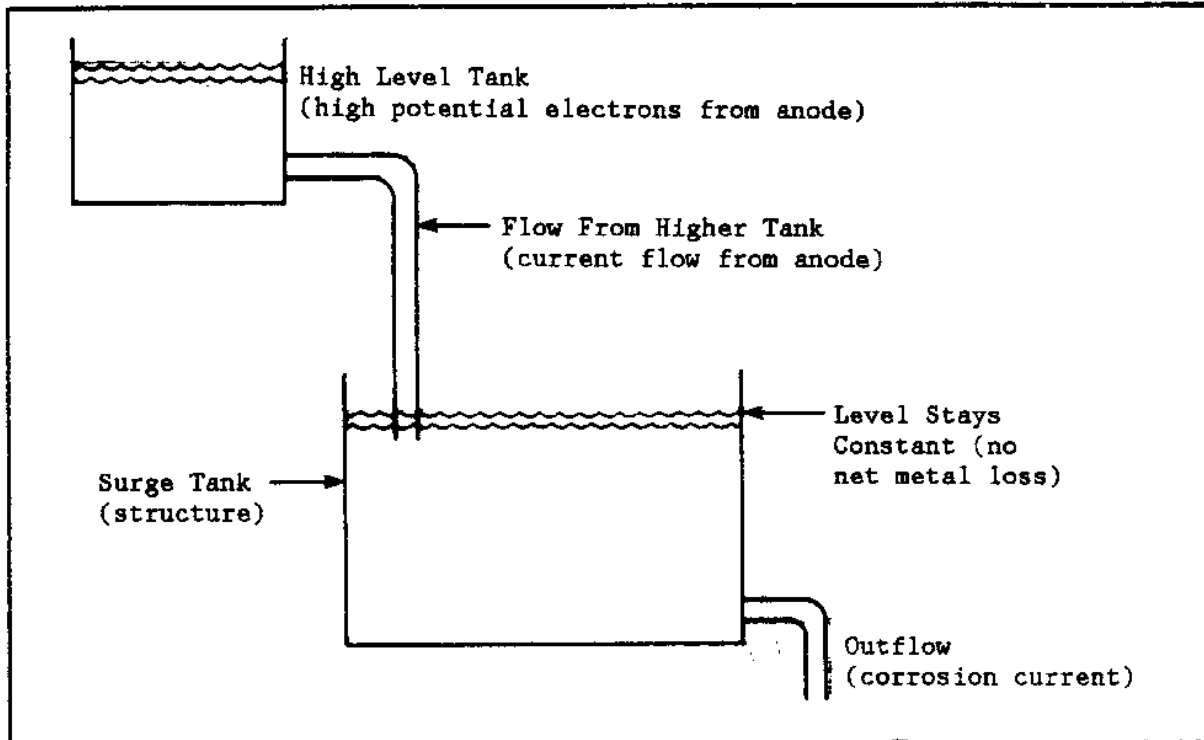 High Level Tank
(high potential electrons from anode)
Flow From Higher Tank
(current flow from anode)
Level Stays
Constant (no
net metal loss)
Surge Tank
(structure)
Outflow
(corrosion current)